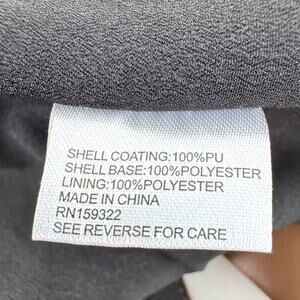 SHELL COATING:100%PU
SHELL BASE:100%POLYESTER
LINING:100%POLYESTER
MADE IN CHINA
RN159322
SEE REVERSE FOR CARE